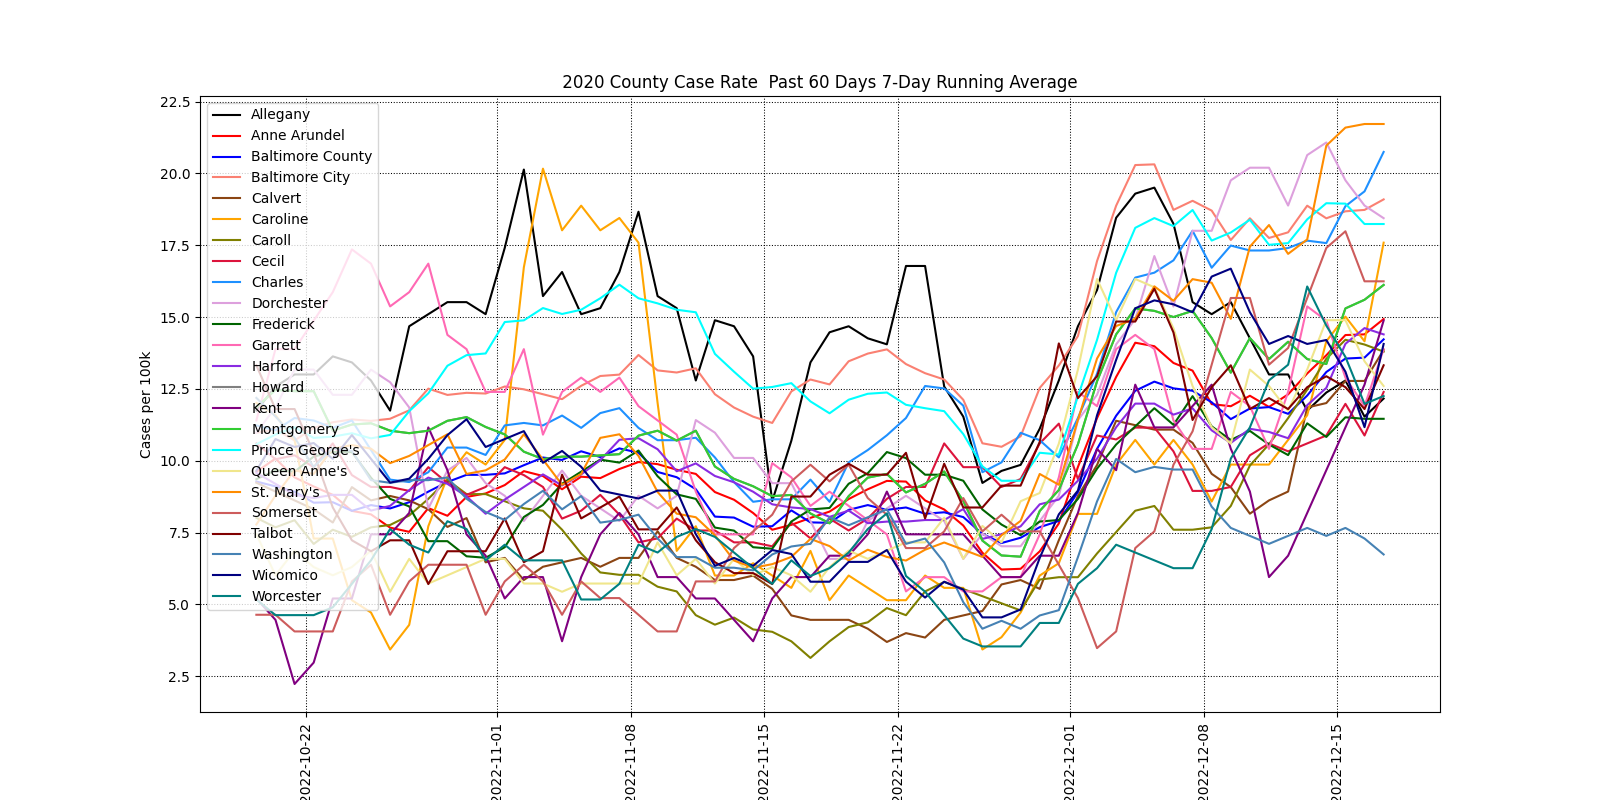 2020 County Case Rate  Past 60 Days 7-Day Running Average
Cases per 100k
22.5
20.0
17.5
15.0
12.5
10.0
7.5
5.0
2.5
Allegany
Anne Arundel
Baltimore County
Baltimore City
Calvert
Caroline
Caroll
Cecil
Charles
Dorchester
Frederick
Garrett
Harford
Howard
Kent
Montgomery
Prince George's
Queen Anne's
St. Mary's
Somerset
Talbot
Washington
Wicomico
Worcester
2022-10-22
2022-11-01
2022-11-08
2022-11-15
2022-11-22
2022-12-01
2022-12-08
2022-12-15